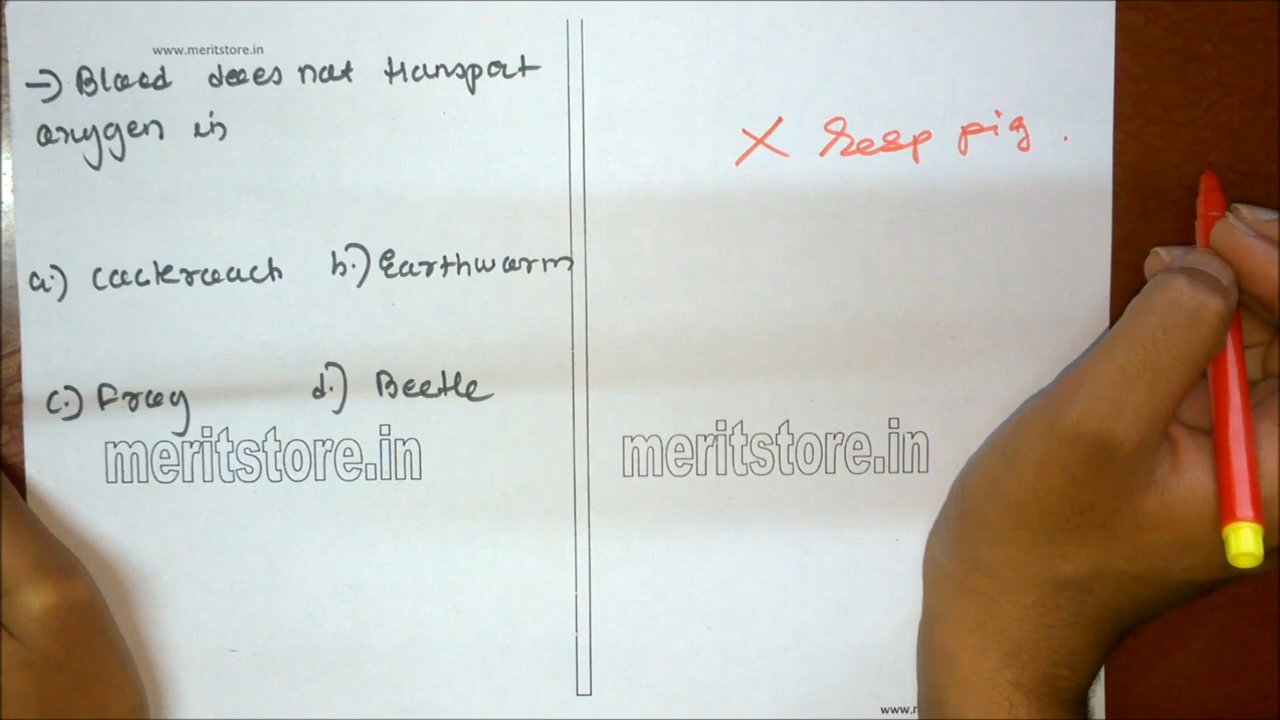 www.meritstore.in
→ Blood does not transport
oxygen in
a.) cockroach b.) Earthworm
c.) Frog d.) Beetle
meritstore.in
X Resp pig.
meritstore.in